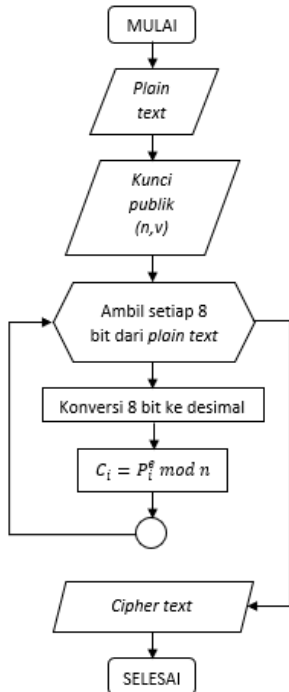 MULAI
Plain
text
Kunci
publik
(n,v)
Ambil setiap 8
bit dari plain text
Konversi 8 bit ke desimal
$C_i = P_i^e \bmod n$
Cipher text
SELESAI